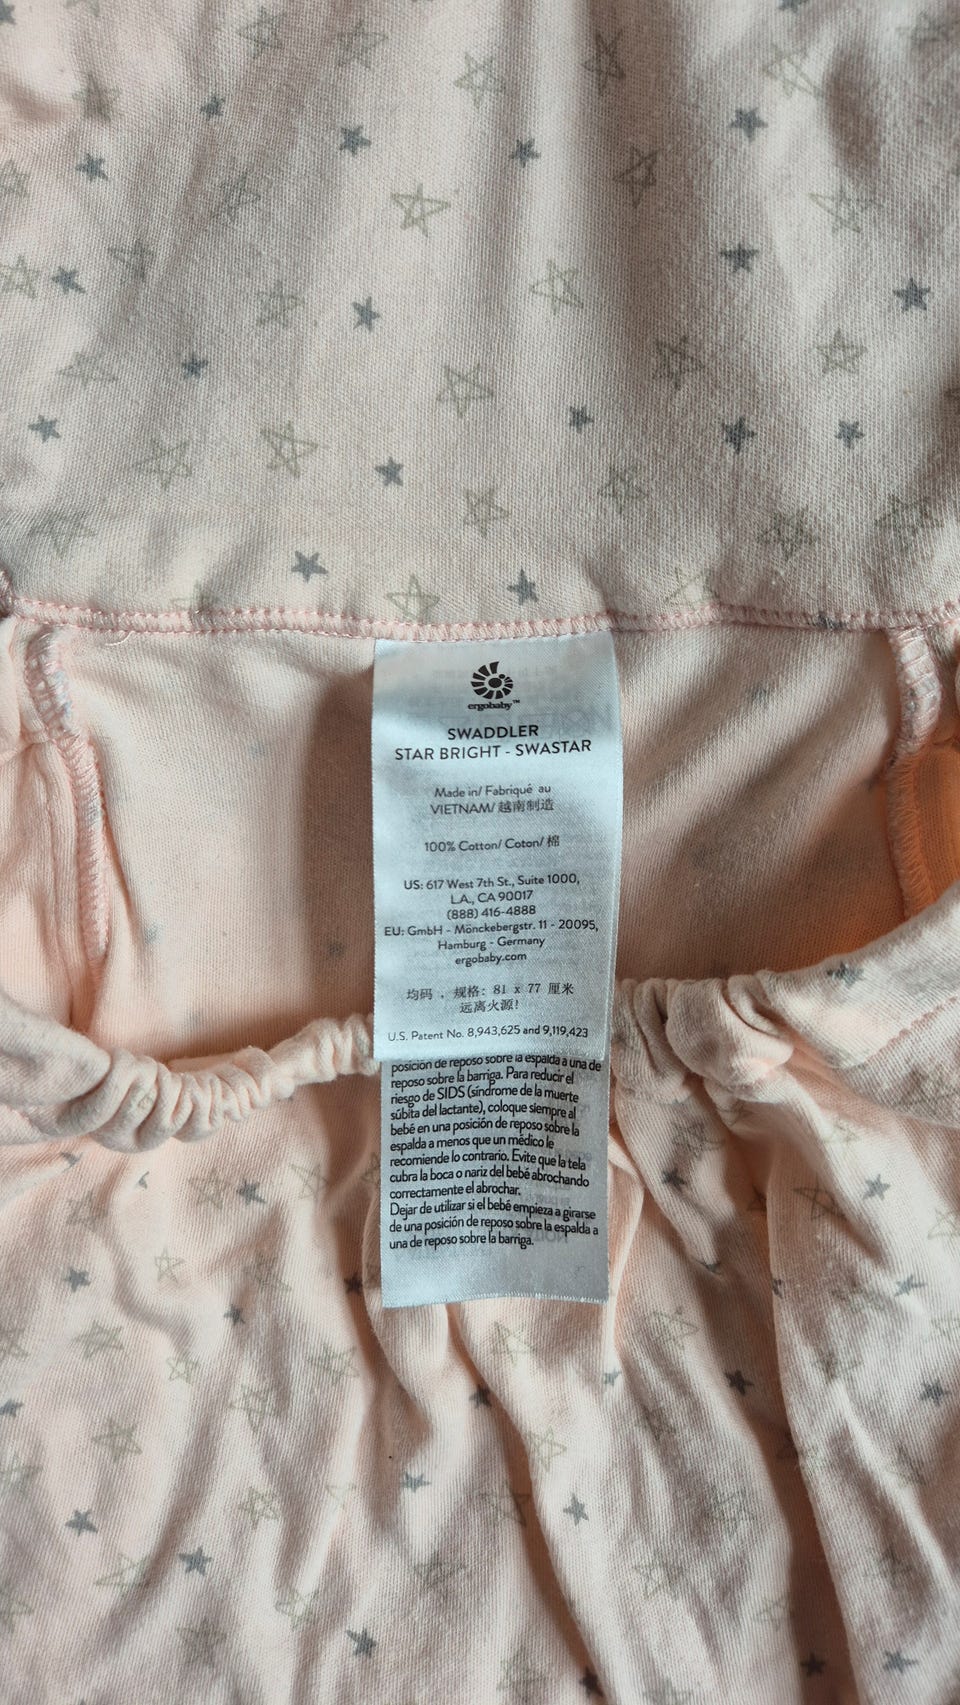 ergobaby™
SWADDLER
STAR BRIGHT - SWASTAR
Made in/ Fabriqué au
VIETNAM/ 越南制造
100% Cotton/ Coton/ 棉
US: 617 West 7th St., Suite 1000,
L.A., CA 90017
(888) 416-4888
EU: GmbH - Mönckebergstr. 11 - 20095,
Hamburg - Germany
ergobaby.com
均码 , 规格: 81 x 77 厘米
远离火源!
U.S. Patent No. 8,943,625 and 9,119,423
posición de reposo sobre la espalda a una de
reposo sobre la barriga. Para reducir el
riesgo de SIDS (síndrome de la muerte
súbita del lactante), coloque siempre al
bebé en una posición de reposo sobre la
espalda a menos que un médico le
recomiende lo contrario. Evite que la tela
cubra la boca o nariz del bebé abrochando
correctamente el abrochar.
Dejar de utilizar si el bebé empieza a girarse
de una posición de reposo sobre la espalda a
una de reposo sobre la barriga.